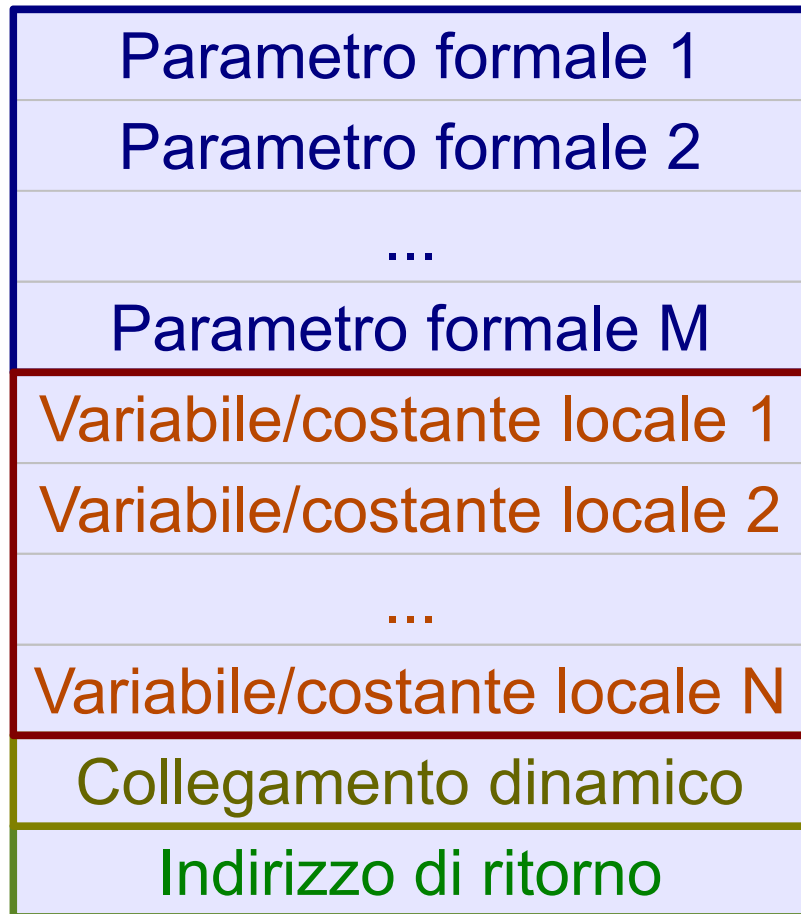 Parametro formale 1
Parametro formale 2
...
Parametro formale M
Variabile/costante locale 1
Variabile/costante locale 2
...
Variabile/costante locale N
Collegamento dinamico
Indirizzo di ritorno